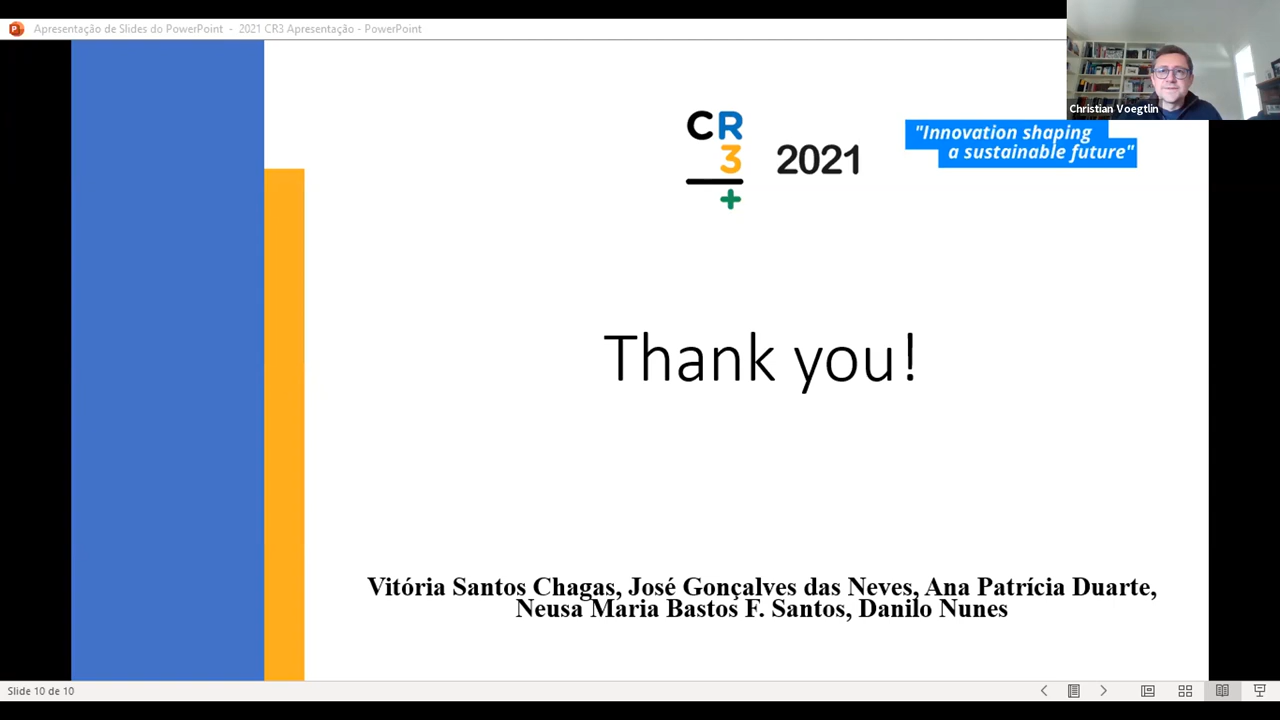 Apresentação de Slides do PowerPoint - 2021 CR3 Apresentação - PowerPoint
Christian Voegtlin
CR
3
+
2021
"Innovation shaping
a sustainable future"
Thank you!
Vitória Santos Chagas, José Gonçalves das Neves, Ana Patrícia Duarte,
Neusa Maria Bastos F. Santos, Danilo Nunes
Slide 10 de 10